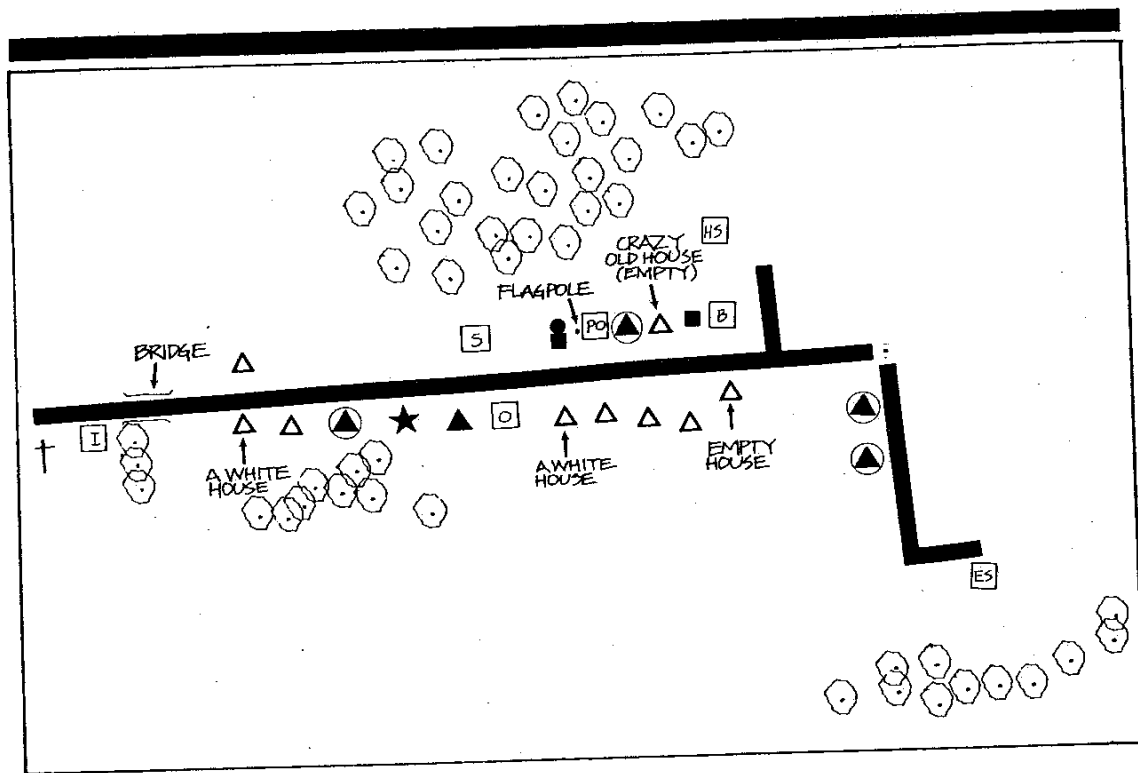 HS
CRAZY
OLD HOUSE
(EMPTY)
FLAGPOLE
S
PO
B
BRIDGE
I
O
A WHITE
HOUSE
A WHITE
HOUSE
EMPTY
HOUSE
ES